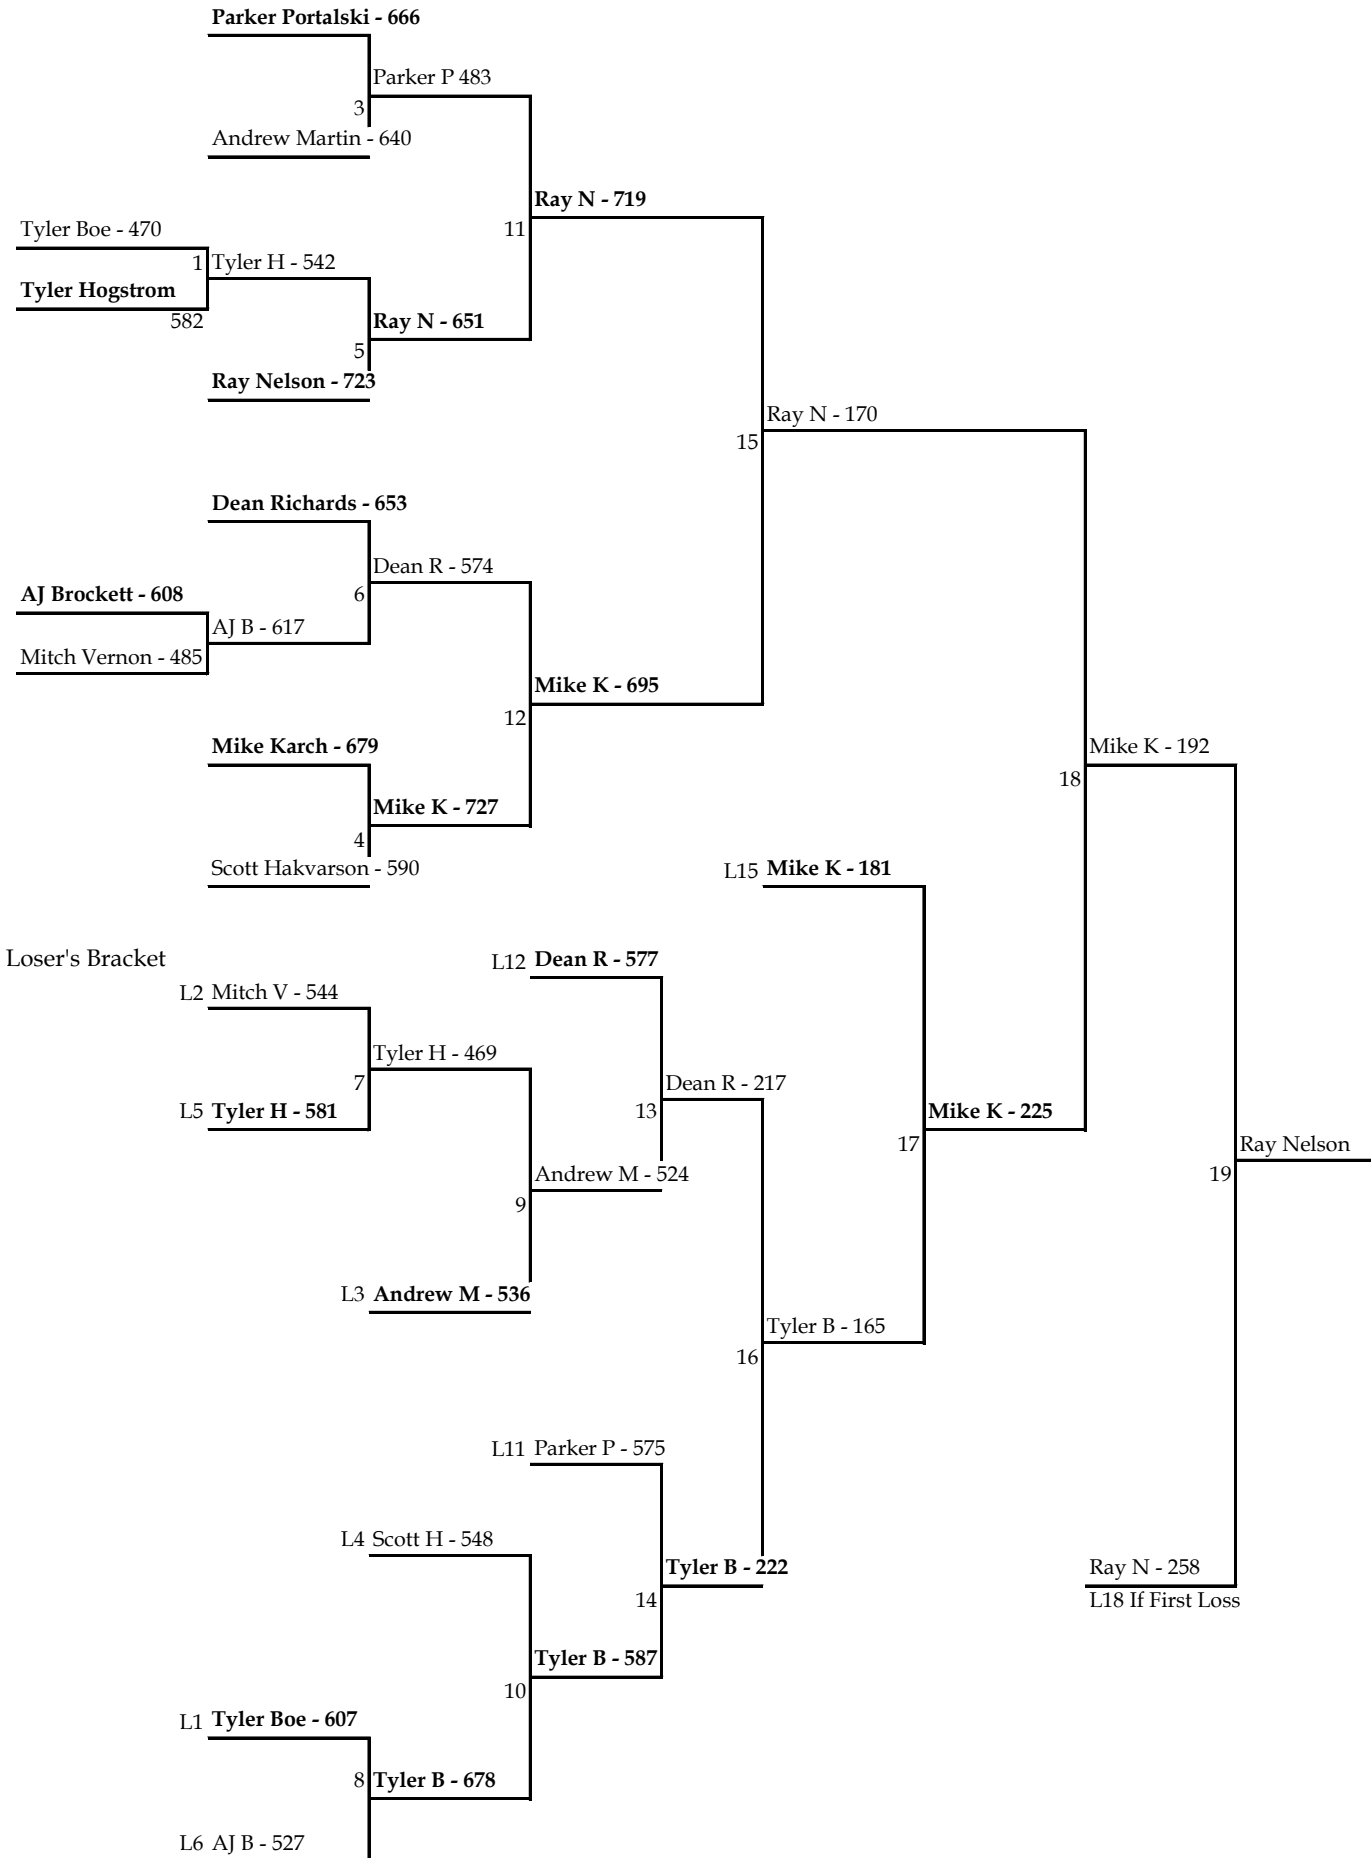 Parker Portalski - 666
Parker P 483
3
Andrew Martin - 640
Ray N - 719
11
Tyler Boe - 470
1
Tyler H - 542
Tyler Hogstrom
582
Ray N - 651
5
Ray Nelson - 723
Ray N - 170
15
Dean Richards - 653
Dean R - 574
6
AJ Brockett - 608
AJ B - 617
Mitch Vernon - 485
Mike K - 695
12
Mike Karch - 679
Mike K - 192
18
Mike K - 727
4
Scott Hakvarson - 590
L15 Mike K - 181
Loser's Bracket
L12 Dean R - 577
L2 Mitch V - 544
Tyler H - 469
7
Dean R - 217
13
L5 Tyler H - 581
Mike K - 225
17
Ray Nelson
19
Andrew M - 524
9
L3 Andrew M - 536
Tyler B - 165
16
L11 Parker P - 575
L4 Scott H - 548
Tyler B - 222
14
Ray N - 258
L18 If First Loss
Tyler B - 587
10
L1 Tyler Boe - 607
8
Tyler B - 678
L6 AJ B - 527